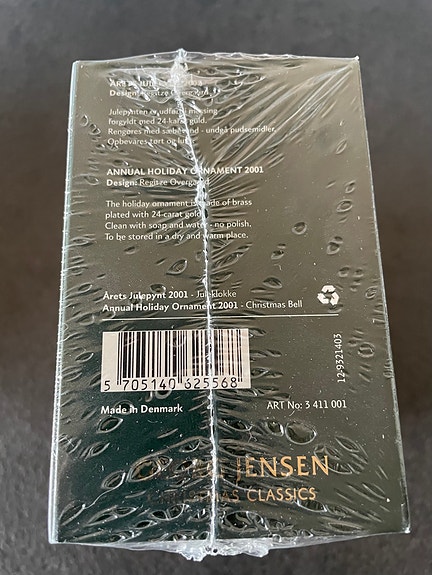 ÅRETS JULEPYNT 2001
Design: Regitze Overgaard
Julepynten er udført i messing
Forgyldt med 24-karat guld.
Rengøres med sæbevand - undgå pudsemidler.
Opbevares tørt og lunt.
ANNUAL HOLIDAY ORNAMENT 2001
Design: Regitze Overgaard
The holiday ornament is made of brass
plated with 24-carat gold.
Clean with soap and water - no polish.
To be stored in a dry and warm place.
Årets Julepynt 2001 - Juleklokke
Annual Holiday Ornament 2001 - Christmas Bell
5 705140 625568
12-9321403
Made in Denmark
ART No: 3 411 001
JENSEN
CHRISTMAS CLASSICS